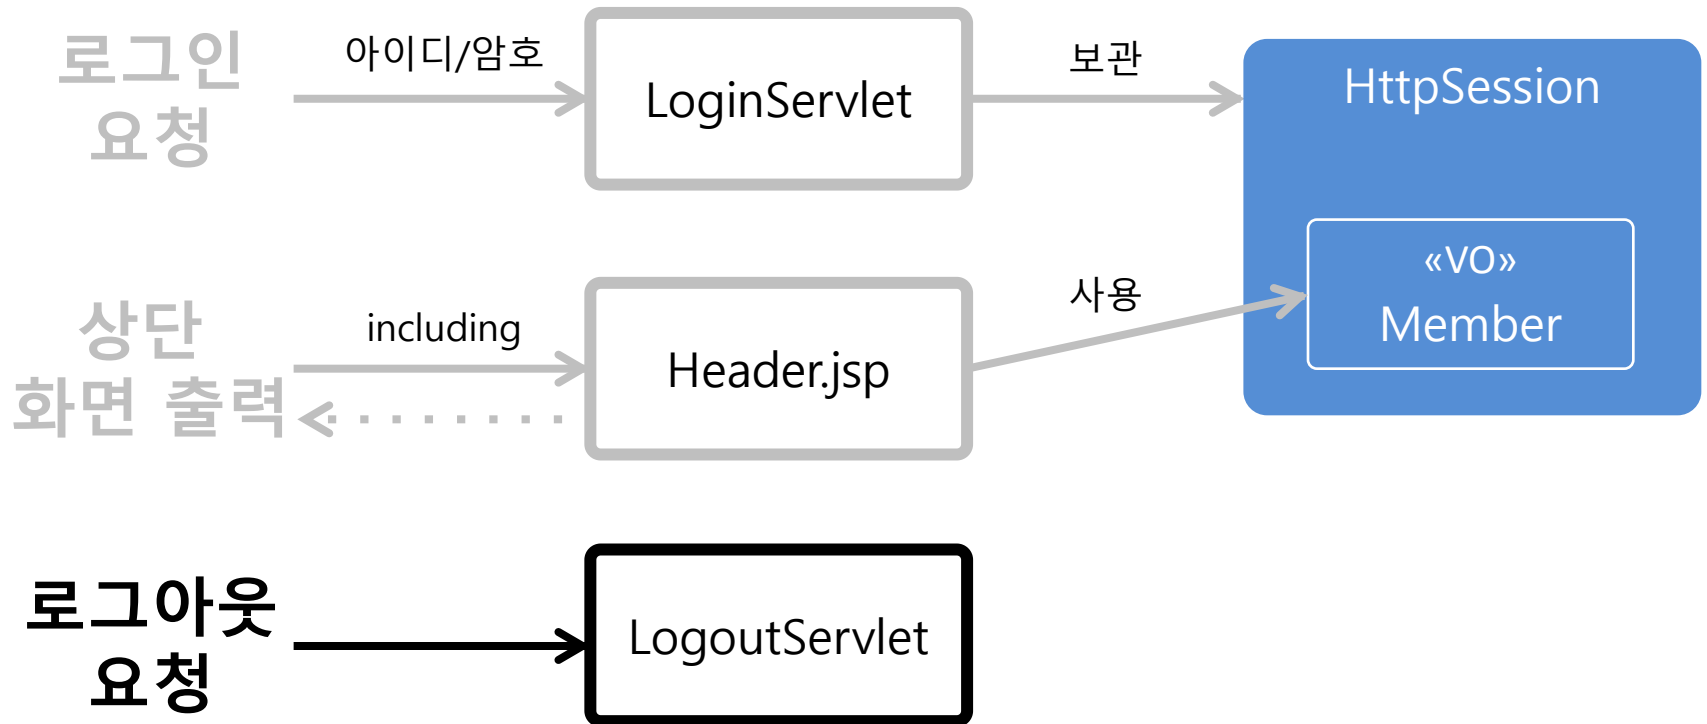 로그인
요청
아이디/암호
LoginServlet
보관
HttpSession
«VO»
Member
상단
화면 출력
including
Header.jsp
사용
로그아웃
요청
LogoutServlet